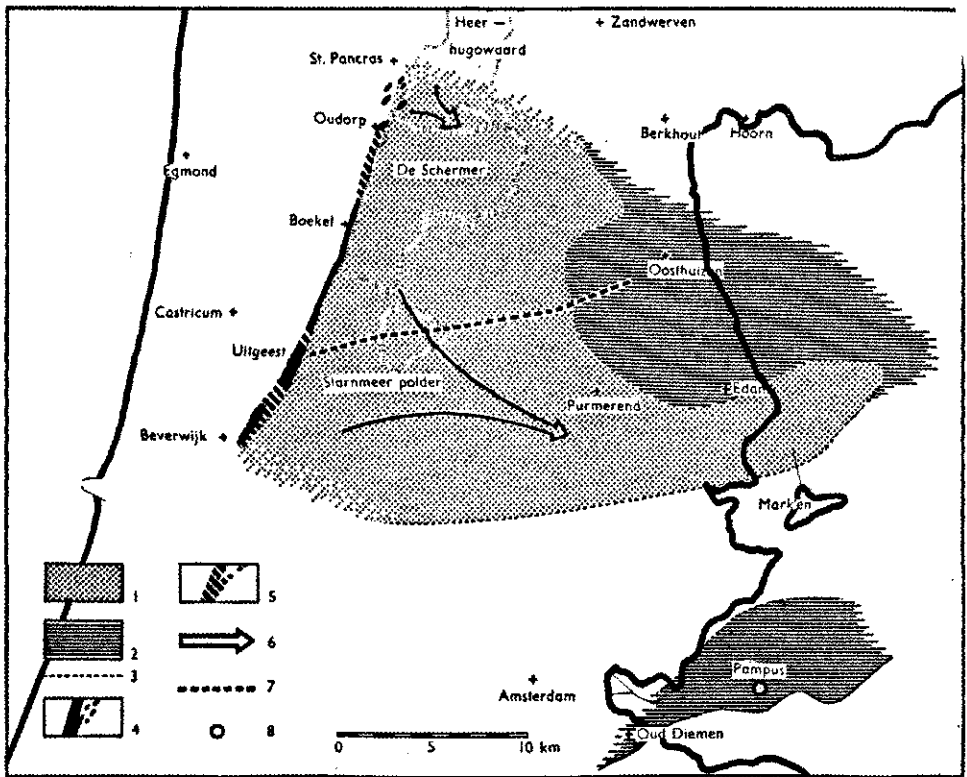 Heer –
hugowaard
+ Zandwerven
St. Pancras +
Oudorp
Berkhout
Hoorn
Egmond
De Schermer
Boekel
Oosthuizen
Castricum +
Uitgeest
Starnmeer polder
Purmerend
Edam
Beverwijk +
Marken
1
2
3
4
5
6
7
8
Pampus
Amsterdam
Oud Diemen
0 5 10 km